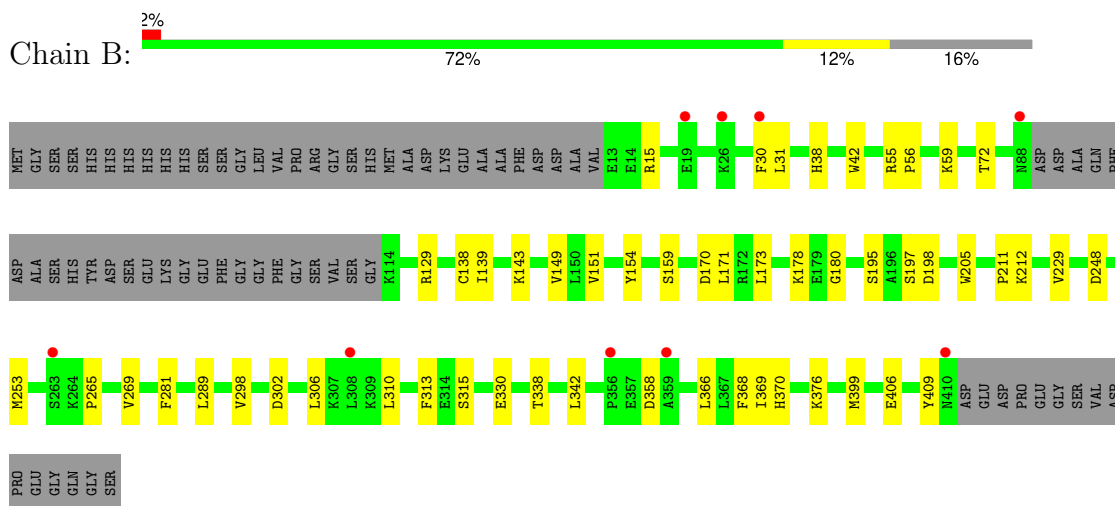 2%
Chain B:
72% 12% 16%
MET GLY SER SER HIS HIS HIS HIS HIS HIS SER SER GLY LEU VAL PRO ARG GLY SER HIS MET ALA ASP LYS GLU ALA ALA PHE ASP ASP ALA VAL E13 E14 R15 E19 K26 F30 L31 H38 W42 R55 P56 K59 T72 N88 ASP ASP ALA GLN PHE
ASP ALA SER HIS TYR ASP SER GLU LYS GLY GLU PHE GLY GLY PHE GLY SER VAL SER GLY K114 R129 C138 I139 K143 V149 L150 V151 Y154 S159 D170 L171 R172 L173 K178 E179 G180 S195 A196 S197 D198 W205 P211 K212 V229 D248
M253 S263 K264 P265 V269 F281 L289 V298 D302 L306 K307 L308 K309 L310 F313 E314 S315 E330 T338 L342 P356 E357 D358 A359 L366 L367 F368 I369 H370 K376 M399 E406 Y409 N410 ASP GLU ASP PRO GLU GLY SER VAL ASP
PRO GLU GLY GLN GLY SER